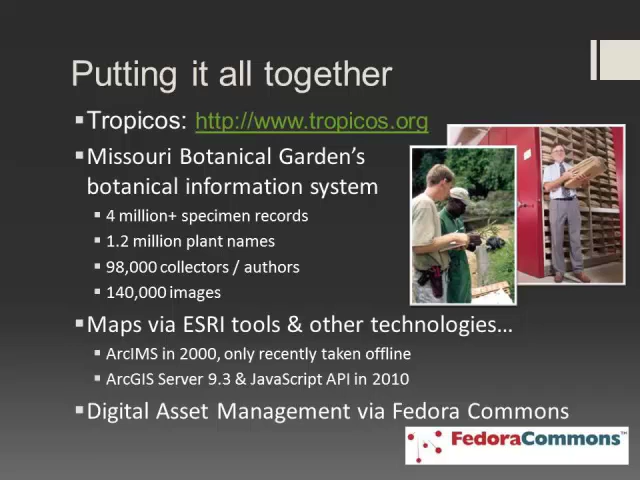 Putting it all together
▪Tropicos: http://www.tropicos.org
▪Missouri Botanical Garden’s
botanical information system
▪ 4 million+ specimen records
▪ 1.2 million plant names
▪ 98,000 collectors / authors
▪ 140,000 images
▪Maps via ESRI tools & other technologies…
▪ ArcIMS in 2000, only recently taken offline
▪ ArcGIS Server 9.3 & JavaScript API in 2010
▪Digital Asset Management via Fedora Commons
FedoraCommons™